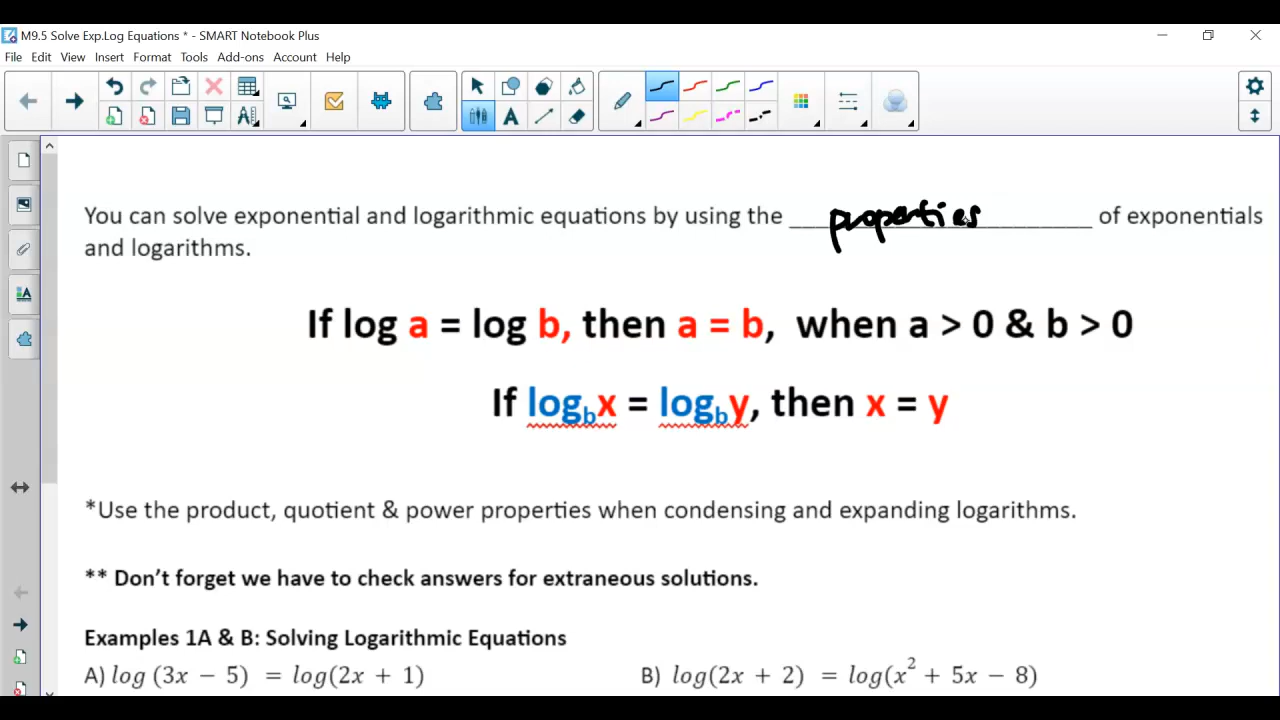 M9.5 Solve Exp.Log Equations * - SMART Notebook Plus
File Edit View Insert Format Tools Add-ons Account Help
You can solve exponential and logarithmic equations by using the properties of exponentials
and logarithms.
If log a = log b, then a = b, when a > 0 & b > 0
If log_b x = log_b y, then x = y
*Use the product, quotient & power properties when condensing and expanding logarithms.
** Don’t forget we have to check answers for extraneous solutions.
Examples 1A & B: Solving Logarithmic Equations
A) log (3x − 5) = log(2x + 1) B) log(2x + 2) = log(x² + 5x − 8)